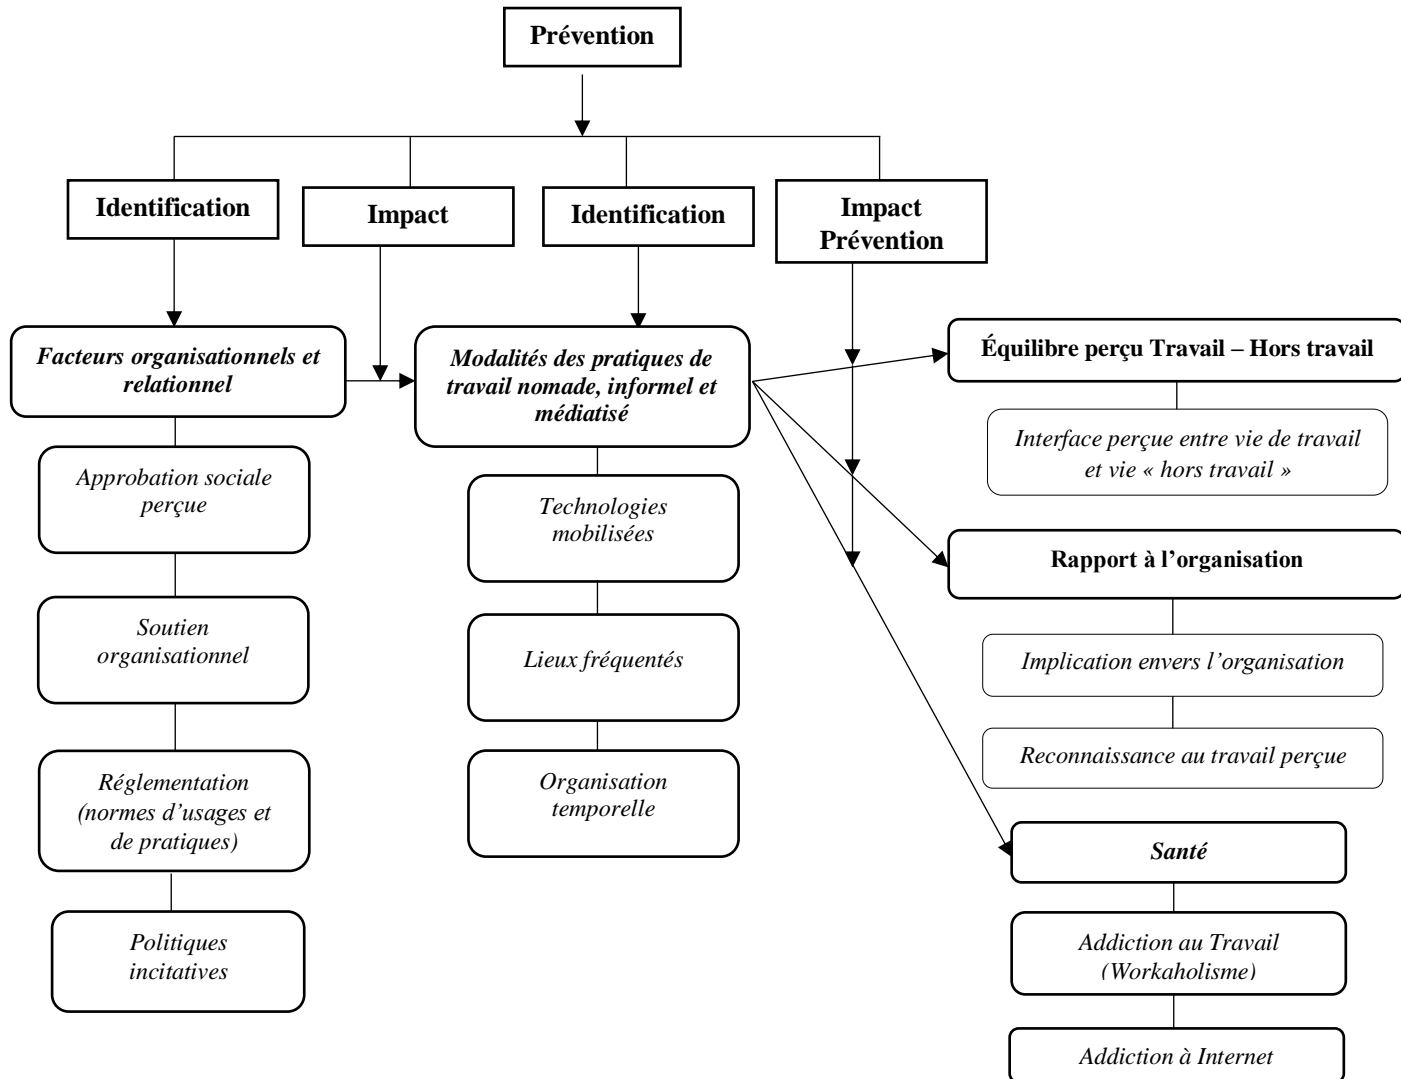 Prévention
Identification
Impact
Identification
Impact
Prévention
Facteurs organisationnels et
relationnel
Approbation sociale
perçue
Soutien
organisationnel
Réglementation
(normes d’usages et
de pratiques)
Politiques
incitatives
Modalités des pratiques de
travail nomade, informel et
médiatisé
Technologies
mobilisées
Lieux fréquentés
Organisation
temporelle
Équilibre perçu Travail – Hors travail
Interface perçue entre vie de travail
et vie « hors travail »
Rapport à l’organisation
Implication envers l’organisation
Reconnaissance au travail perçue
Santé
Addiction au Travail
(Workaholisme)
Addiction à Internet